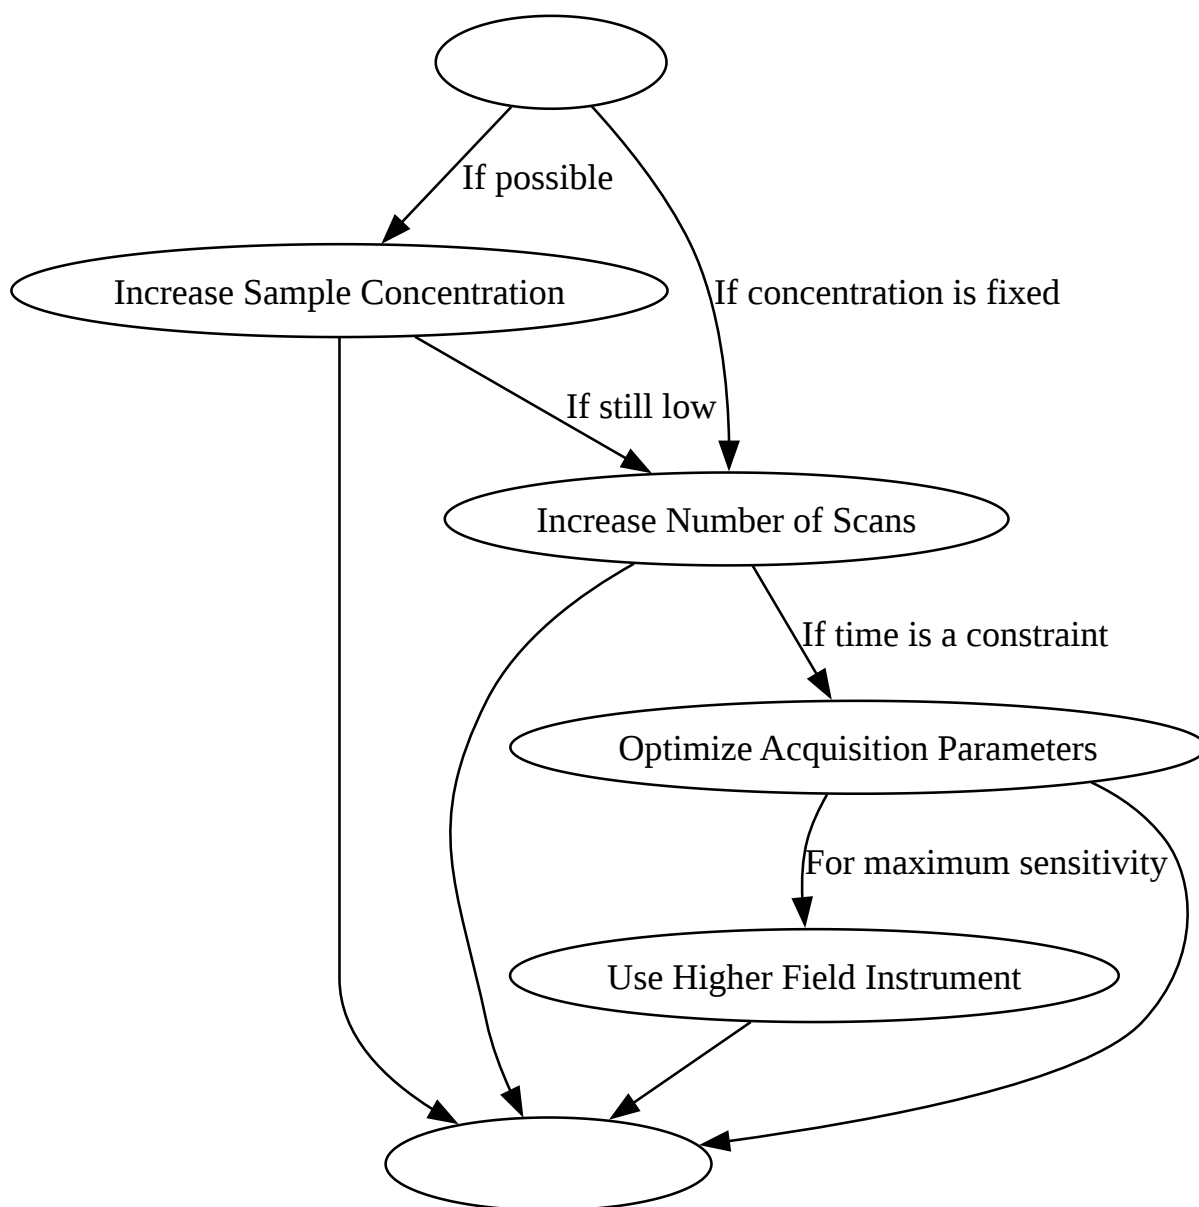 If possible
Increase Sample Concentration
If concentration is fixed
If still low
Increase Number of Scans
If time is a constraint
Optimize Acquisition Parameters
For maximum sensitivity
Use Higher Field Instrument